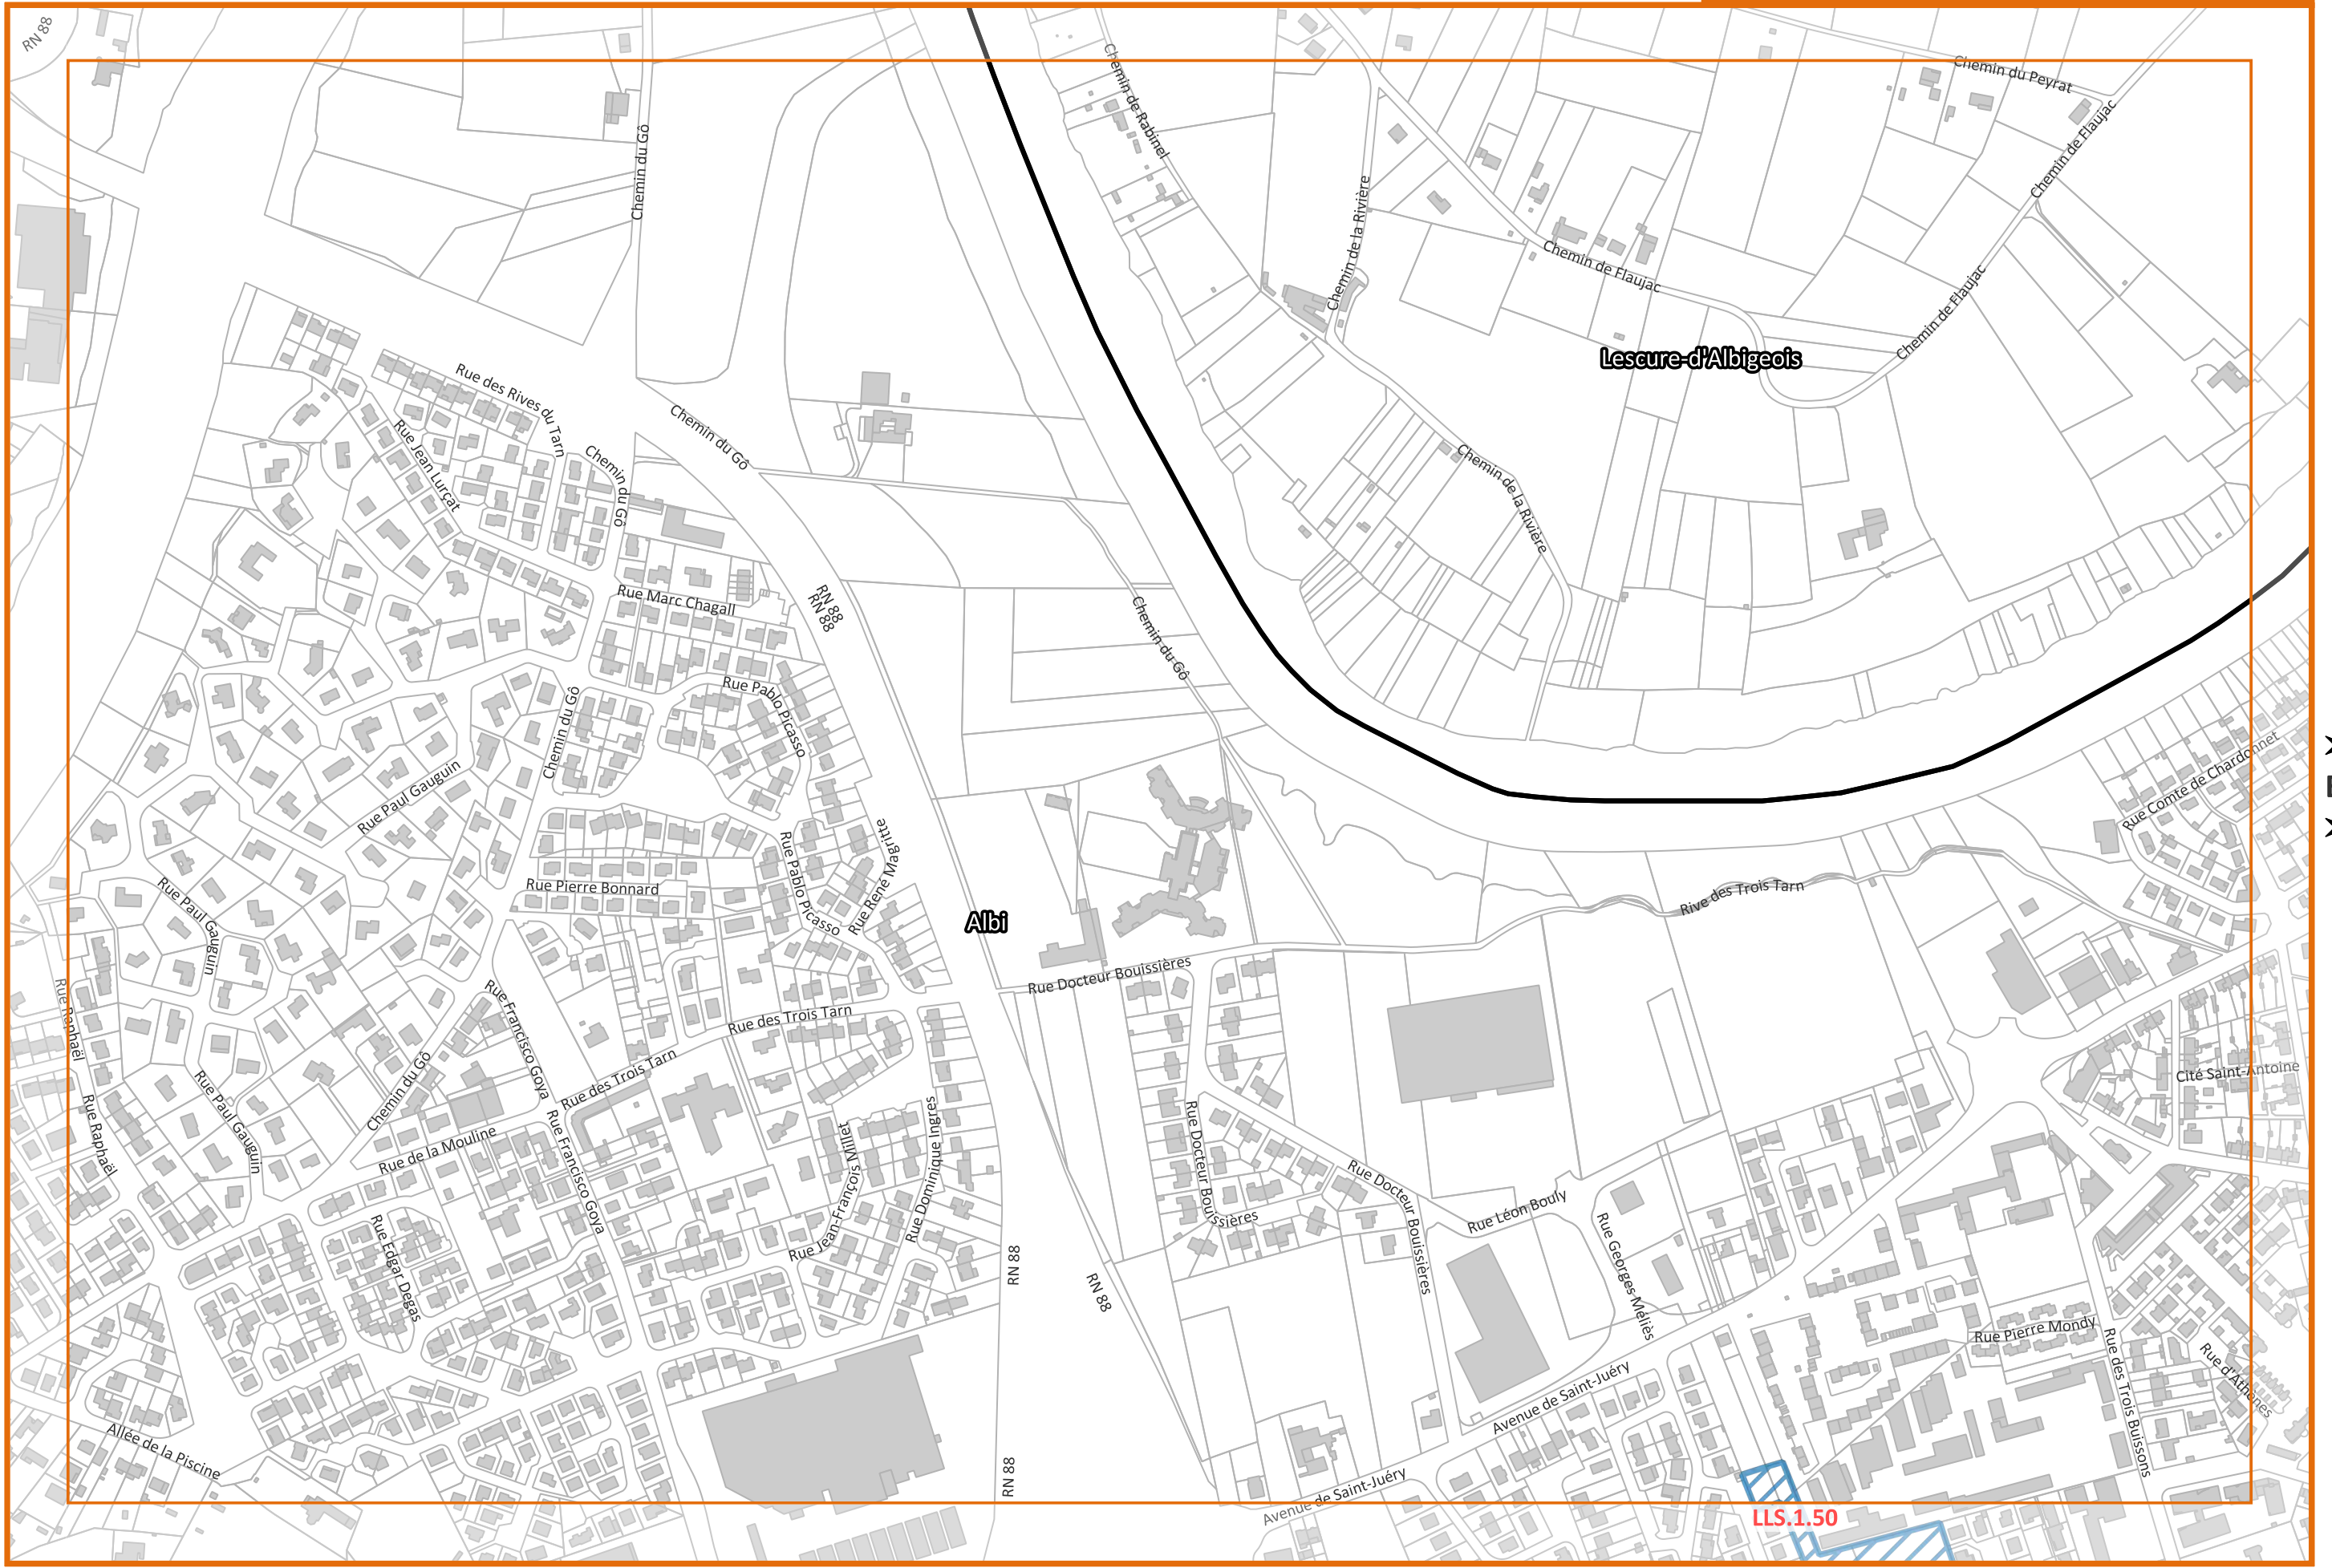 RN 88
Chemin de Rabinel
Chemin du Peyrat
Chemin de Flaujac
Chemin du Gô
Chemin de la Rivière
Chemin de Flaujac
Chemin de Flaujac
Lescure-d'Albigeois
Rue des Rives du Tarn
Chemin du Gô
Rue Jean Lurçat
Chemin du Gô
Chemin de la Rivière
RN 88
RN 88
Rue Marc Chagall
Chemin du Gô
Rue Pablo Picasso
Chemin du Gô
Rue Comte de Chardonnet
Rue Paul Gauguin
Rue René Magritte
Rue Pablo Picasso
Rue Pierre Bonnard
Rue Paul Gauguin
Rive des Trois Tarn
Albi
Rue Docteur Bouissières
Rue Raphaël
Rue Francisco Goya
Rue des Trois Tarn
Rue des Trois Tarn
Chemin du Gô
Rue Paul Gauguin
Cité Saint-Antoine
Rue Raphaël
Rue de la Mouline
Rue Francisco Goya
Rue Jean-François Millet
Rue Dominique Ingres
Rue Docteur Bouissières
Rue Docteur Bouissières
Rue Léon Bouly
Rue Georges Méliès
Rue Edgar Degas
RN 88
RN 88
Rue Pierre Mondy
Rue des Trois Buissons
Rue d'Athènes
Avenue de Saint-Juéry
Allée de la Piscine
RN 88
Avenue de Saint-Juéry
LLS.1.50